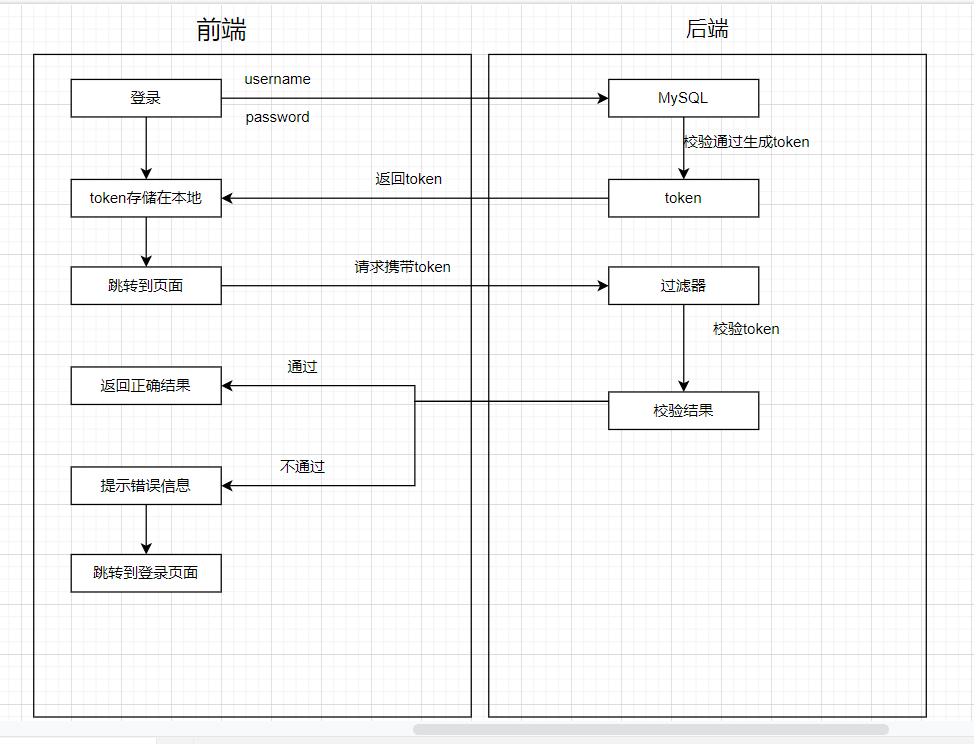 前端
后端
username
登录
MySQL
password
校验通过生成token
返回token
token存储在本地
token
请求携带token
跳转到页面
过滤器
校验token
通过
返回正确结果
校验结果
不通过
提示错误信息
跳转到登录页面